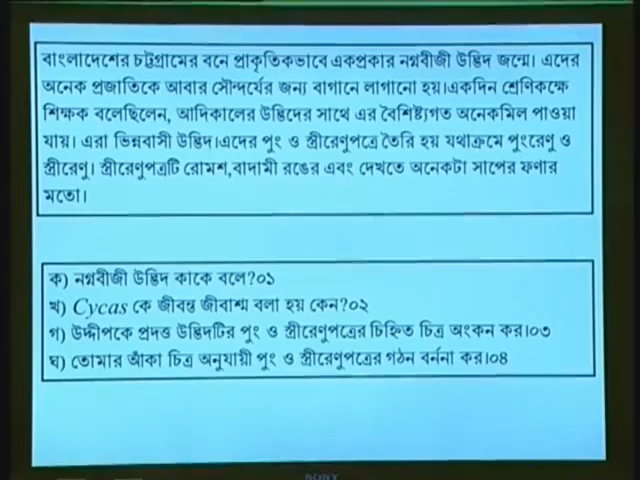 বাংলাদেশের চট্টগ্রামের বনে প্রাকৃতিকভাবে একপ্রকার নগ্নবীজী উদ্ভিদ জন্মে। এদের
অনেক প্রজাতিকে আবার সৌন্দর্যের জন্য বাগানে লাগানো হয়।একদিন শ্রেণিকক্ষে
শিক্ষক বলেছিলেন, আদিকালের উদ্ভিদের সাথে এর বৈশিষ্ট্যগত অনেকমিল পাওয়া
যায়। এরা ভিন্নবাসী উদ্ভিদ।এদের পুং ও স্ত্রীরেণুপত্রে তৈরি হয় যথাক্রমে পুংরেণু ও
স্ত্রীরেণু। স্ত্রীরেণুপত্রটি রোমশ,বাদামী রঙের এবং দেখতে অনেকটা সাপের ফণার
মতো।
ক) নগ্নবীজী উদ্ভিদ কাকে বলে?০১
খ) Cycas কে জীবন্ত জীবাশ্ম বলা হয় কেন?০২
গ) উদ্দীপকে প্রদত্ত উদ্ভিদটির পুং ও স্ত্রীরেণুপত্রের চিহ্নিত চিত্র অংকন কর।০৩
ঘ) তোমার আঁকা চিত্র অনুযায়ী পুং ও স্ত্রীরেণুপত্রের গঠন বর্ননা কর।০৪
SONY